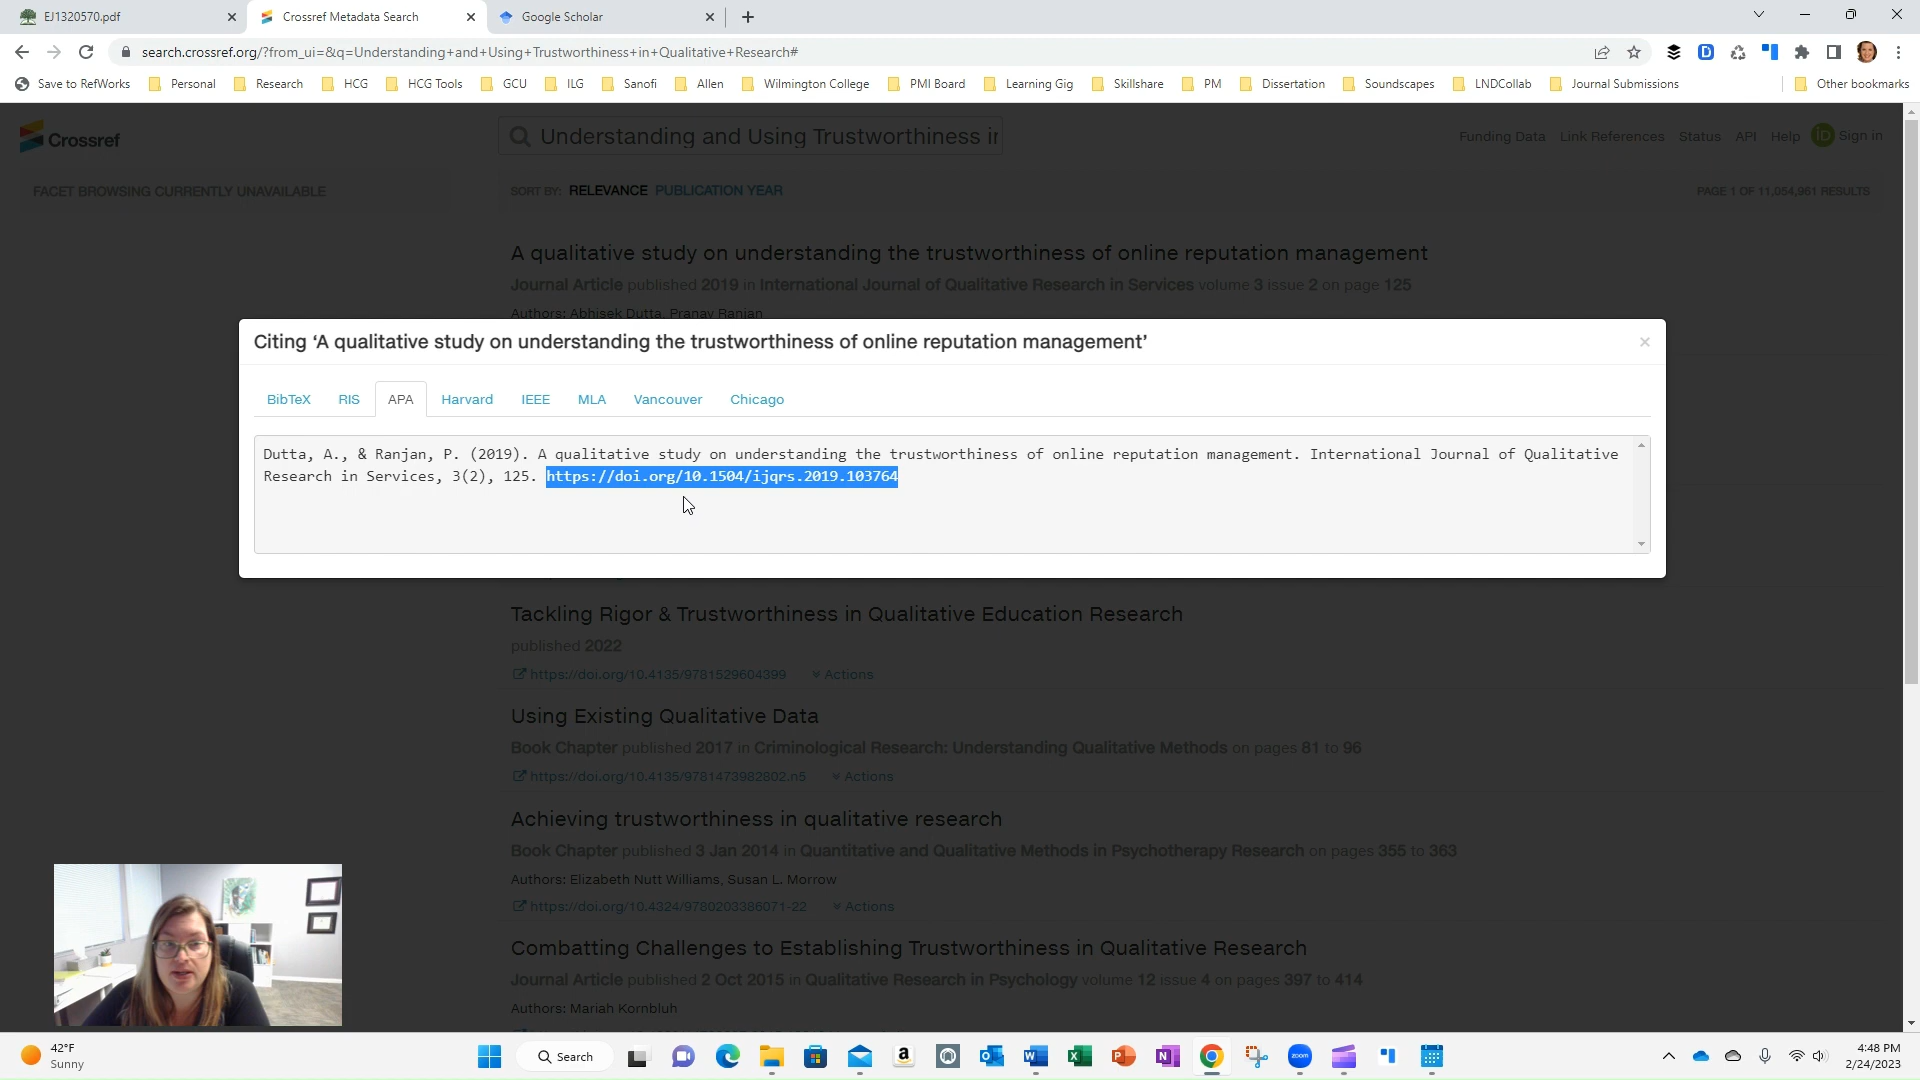 EJ1320570.pdf
Crossref Metadata Search
Google Scholar
search.crossref.org/?from_ui=&q=Understanding+and+Using+Trustworthiness+in+Qualitative+Research#
Save to RefWorks Personal Research HCG HCG Tools GCU ILG Sanofi Allen Wilmington College PMI Board Learning Gig Skillshare PM Dissertation Soundscapes LNDCollab Journal Submissions Other bookmarks
Crossref
Understanding and Using Trustworthiness in
Funding Data Link References Status API Help iD Sign in
FACET BROWSING CURRENTLY UNAVAILABLE
SORT BY: RELEVANCE PUBLICATION YEAR
PAGE 1 OF 11,054,961 RESULTS
A qualitative study on understanding the trustworthiness of online reputation management
Journal Article published 2019 in International Journal of Qualitative Research in Services volume 3 issue 2 on page 125
Authors: Abhisek Dutta, Pranay Ranjan
Citing ‘A qualitative study on understanding the trustworthiness of online reputation management’
×
BibTeX RIS APA Harvard IEEE MLA Vancouver Chicago
Dutta, A., & Ranjan, P. (2019). A qualitative study on understanding the trustworthiness of online reputation management. International Journal of Qualitative
Research in Services, 3(2), 125. https://doi.org/10.1504/ijqrs.2019.103764
Tackling Rigor & Trustworthiness in Qualitative Education Research
published 2022
https://doi.org/10.4135/9781529604399 Actions
Using Existing Qualitative Data
Book Chapter published 2017 in Criminological Research: Understanding Qualitative Methods on pages 81 to 96
https://doi.org/10.4135/9781473982802.n5 Actions
Achieving trustworthiness in qualitative research
Book Chapter published 3 Jan 2014 in Quantitative and Qualitative Methods in Psychotherapy Research on pages 355 to 363
Authors: Elizabeth Nutt Williams, Susan L. Morrow
https://doi.org/10.4324/9780203386071-22 Actions
Combatting Challenges to Establishing Trustworthiness in Qualitative Research
Journal Article published 2 Oct 2015 in Qualitative Research in Psychology volume 12 issue 4 on pages 397 to 414
Authors: Mariah Kornbluh
42°F
Sunny
Search
zoom
4:48 PM
2/24/2023